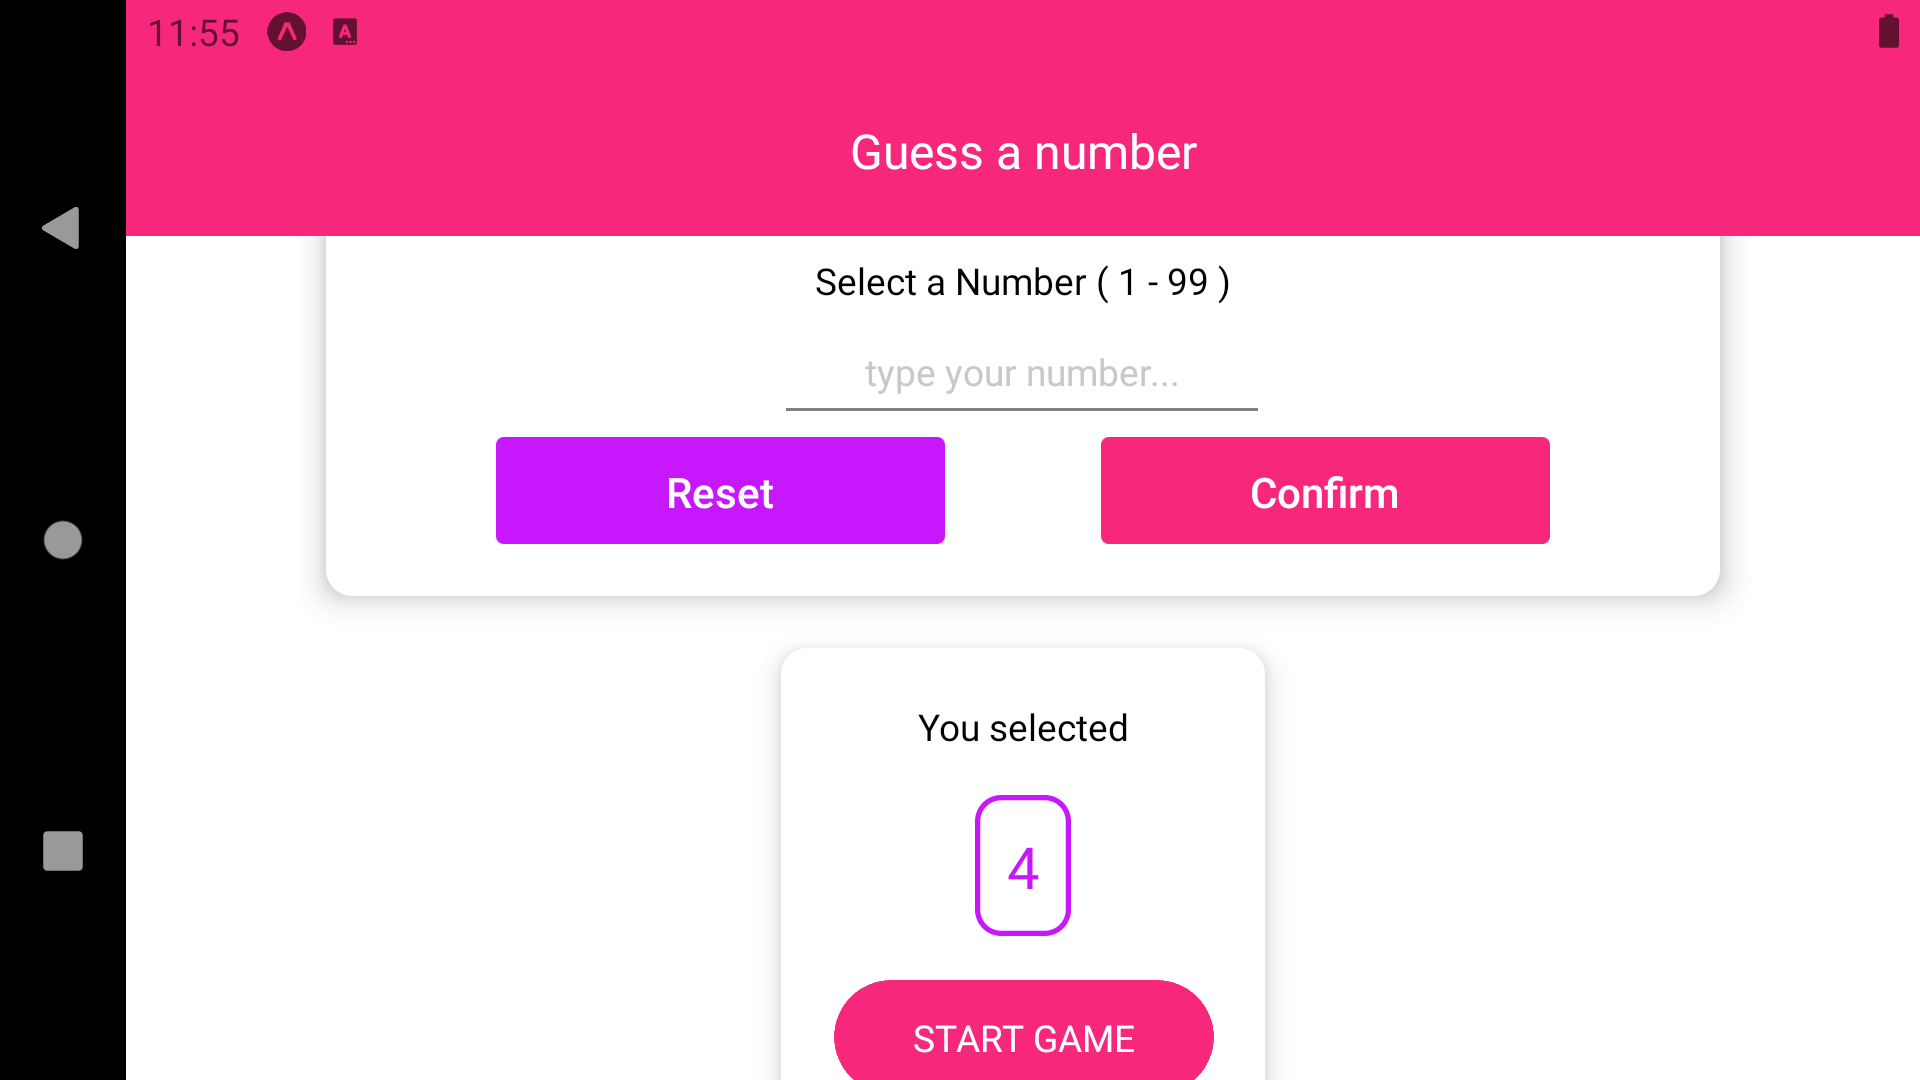 11:55
Guess a number
Select a Number ( 1 - 99 )
type your number...
Reset
Confirm
You selected
4
START GAME